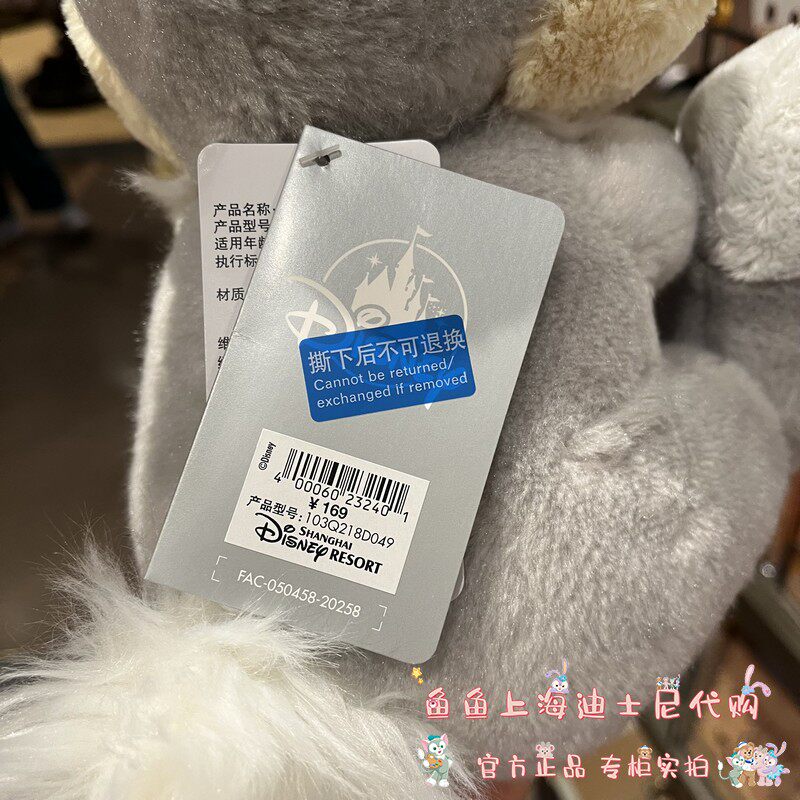 产品名称
产品型号
适用年龄
执行标
材质
Disney
撕下后不可退换
Cannot be returned/
exchanged if removed
©Disney
4 00060 23240 1
¥ 169
产品型号:103Q218D049
SHANGHAI
DISNEY RESORT
FAC-050458-20258
鱼鱼上海迪士尼代购
官方正品 专柜实拍